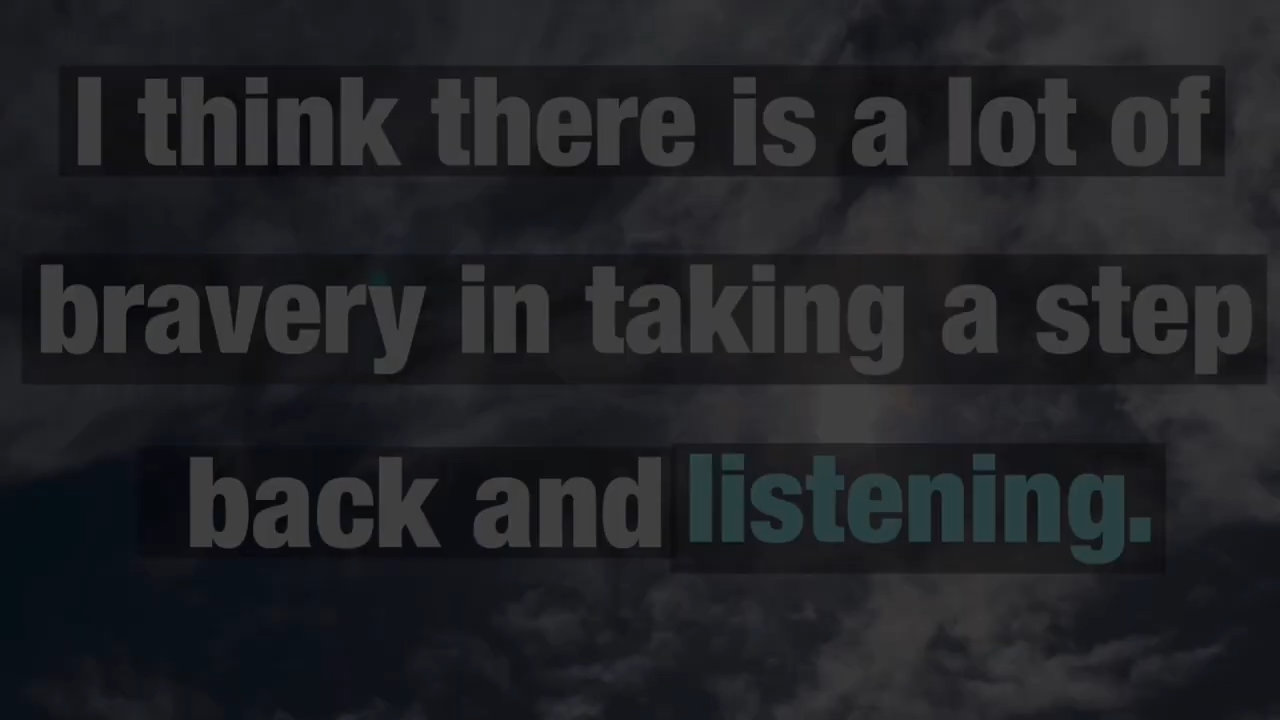 I think there is a lot of
bravery in taking a step
back and listening.